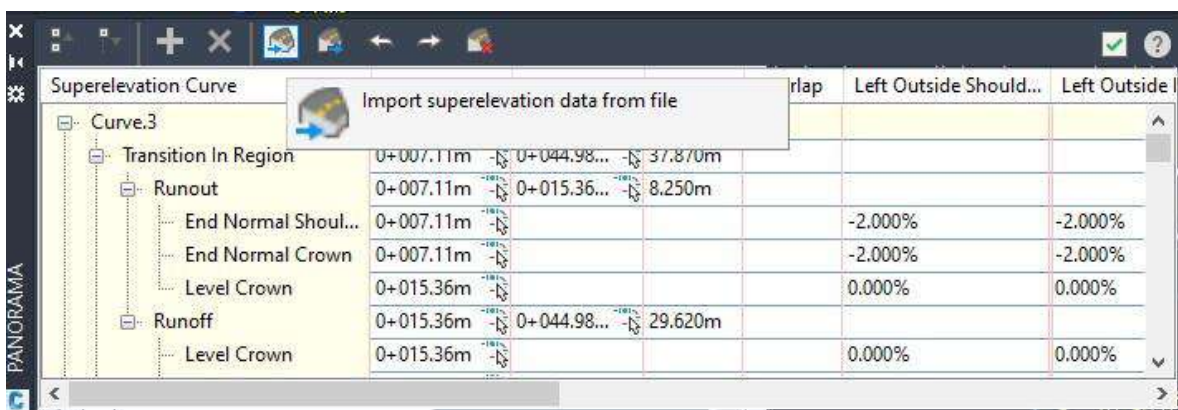 Superelevation Curve
rlap
Left Outside Should...
Left Outside
Import superelevation data from file
Curve.3
Transition In Region 0+007.11m 0+044.98... 37.870m
Runout 0+007.11m 0+015.36... 8.250m
End Normal Shoul... 0+007.11m -2.000% -2.000%
End Normal Crown 0+007.11m -2.000% -2.000%
Level Crown 0+015.36m 0.000% 0.000%
Runoff 0+015.36m 0+044.98... 29.620m
Level Crown 0+015.36m 0.000% 0.000%
PANORAMA